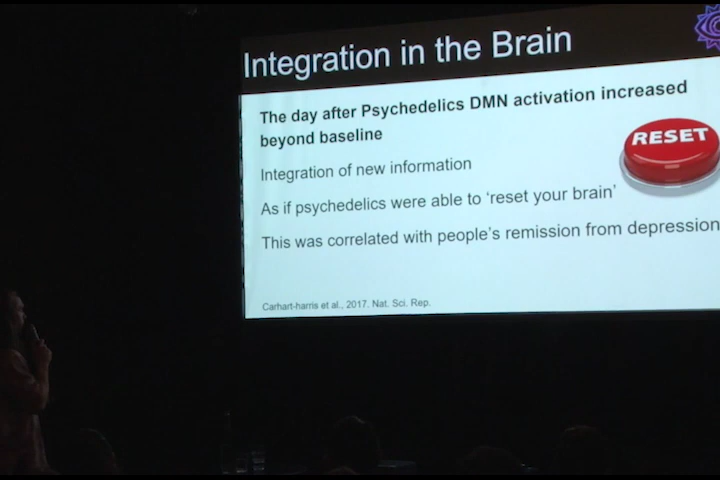 Integration in the Brain
The day after Psychedelics DMN activation increased
beyond baseline
RESET
Integration of new information
As if psychedelics were able to ‘reset your brain’
This was correlated with people’s remission from depression
Carhart-harris et al., 2017. Nat. Sci. Rep.